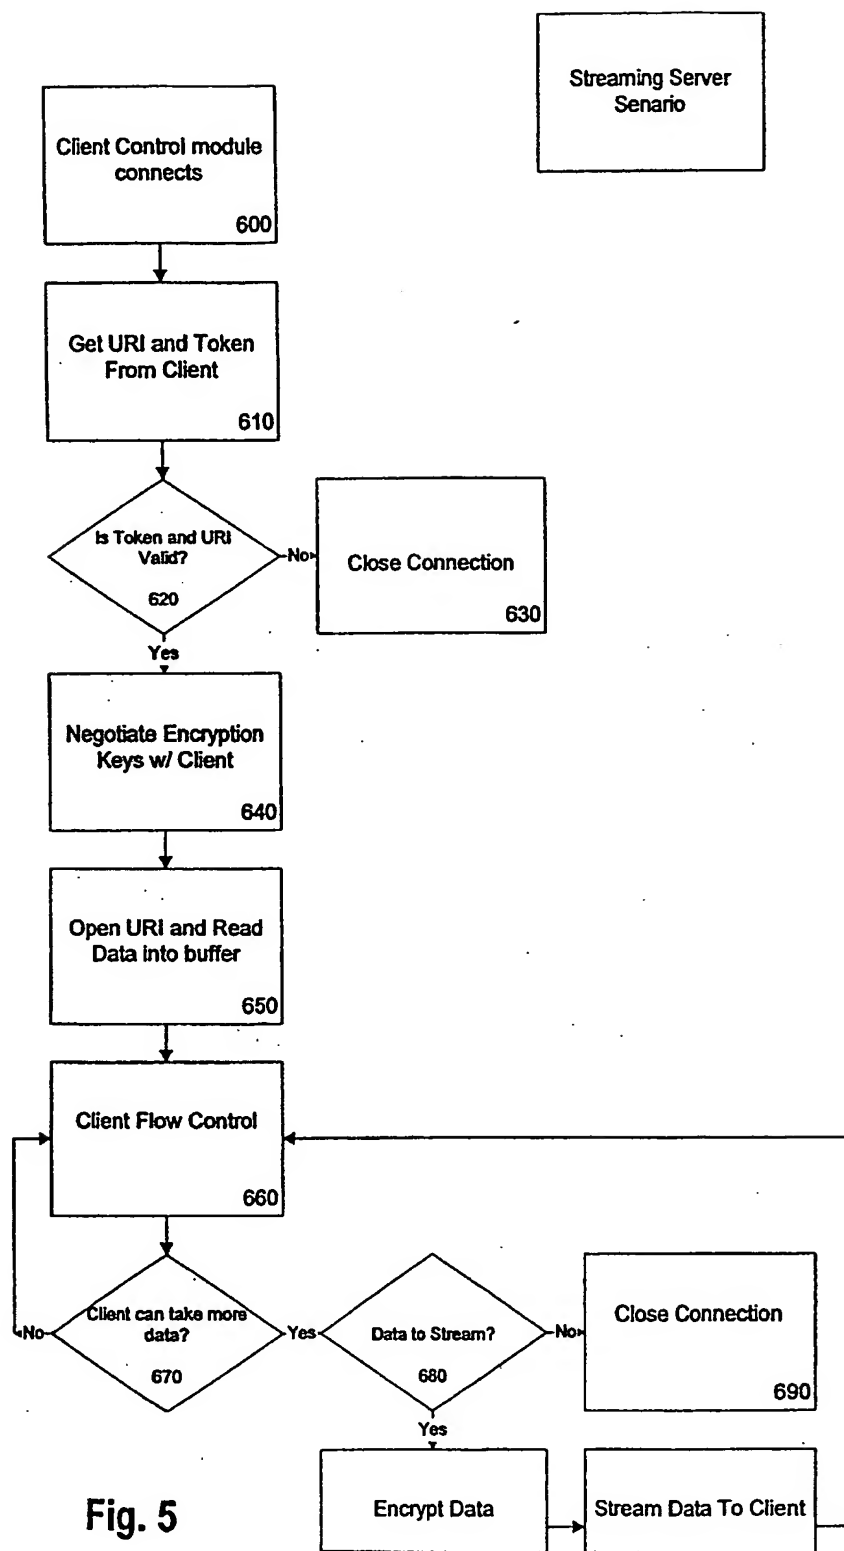 Streaming Server
Senario
Client Control module
connects
600
Get URI and Token
From Client
610
Is Token and URI
Valid?
620
No
Close Connection
630
Yes
Negotiate Encryption
Keys w/ Client
640
Open URI and Read
Data into buffer
650
Client Flow Control
660
Client can take more
data?
670
No
Yes
Data to Stream?
680
No
Close Connection
690
Yes
Encrypt Data
Stream Data To Client
Fig. 5